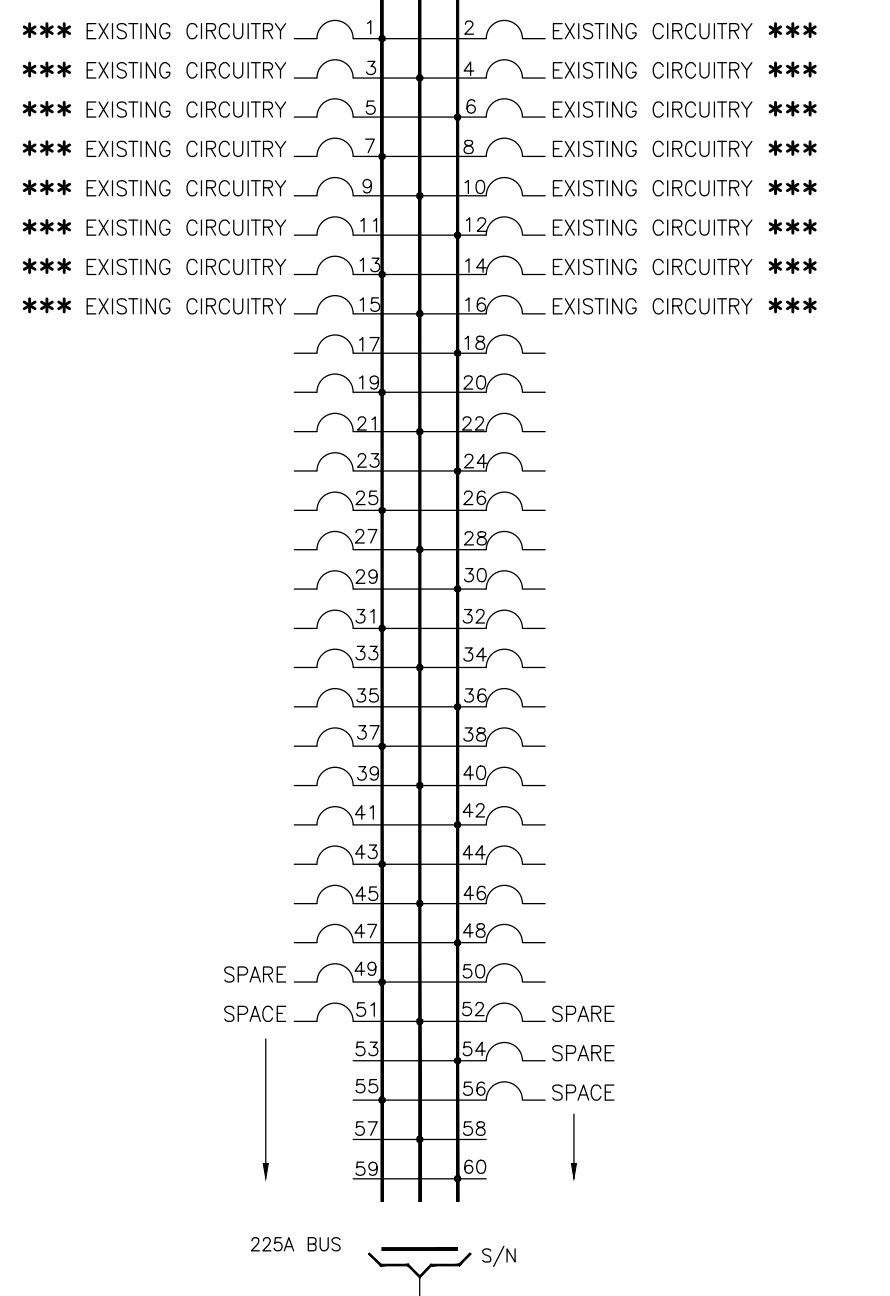 *** EXISTING CIRCUITRY 1 2 EXISTING CIRCUITRY ***
*** EXISTING CIRCUITRY 3 4 EXISTING CIRCUITRY ***
*** EXISTING CIRCUITRY 5 6 EXISTING CIRCUITRY ***
*** EXISTING CIRCUITRY 7 8 EXISTING CIRCUITRY ***
*** EXISTING CIRCUITRY 9 10 EXISTING CIRCUITRY ***
*** EXISTING CIRCUITRY 11 12 EXISTING CIRCUITRY ***
*** EXISTING CIRCUITRY 13 14 EXISTING CIRCUITRY ***
*** EXISTING CIRCUITRY 15 16 EXISTING CIRCUITRY ***
17 18
19 20
21 22
23 24
25 26
27 28
29 30
31 32
33 34
35 36
37 38
39 40
41 42
43 44
45 46
47 48
SPARE 49 50
SPACE 51 52 SPARE
53 54 SPARE
55 56 SPACE
57 58
59 60
225A BUS S/N